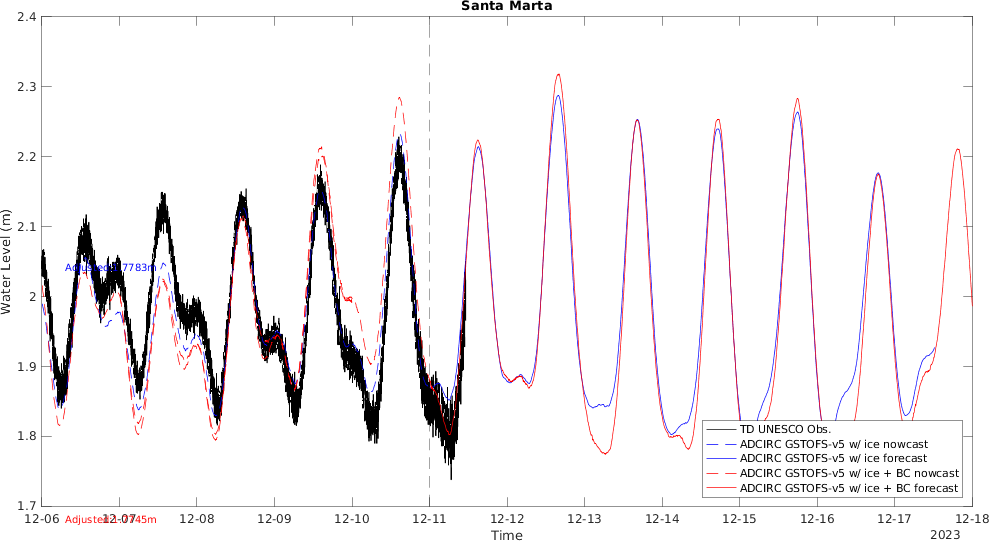 Santa Marta
2.4
2.3
2.2
2.1
2
1.9
1.8
1.7
Water Level (m)
TD UNESCO Obs.
ADCIRC GSTOFS-v5 w/ ice nowcast
ADCIRC GSTOFS-v5 w/ ice forecast
ADCIRC GSTOFS-v5 w/ ice + BC nowcast
ADCIRC GSTOFS-v5 w/ ice + BC forecast
12-06 12-07 12-08 12-09 12-10 12-11 12-12 12-13 12-14 12-15 12-16 12-17 12-18
Time
2023